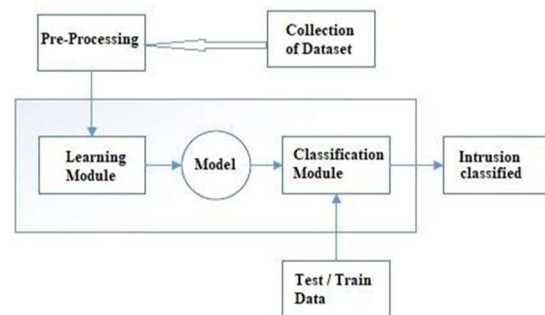 Pre-Processing
Collection
of Dataset
Learning
Module
Model
Classification
Module
Intrusion
classified
Test / Train
Data